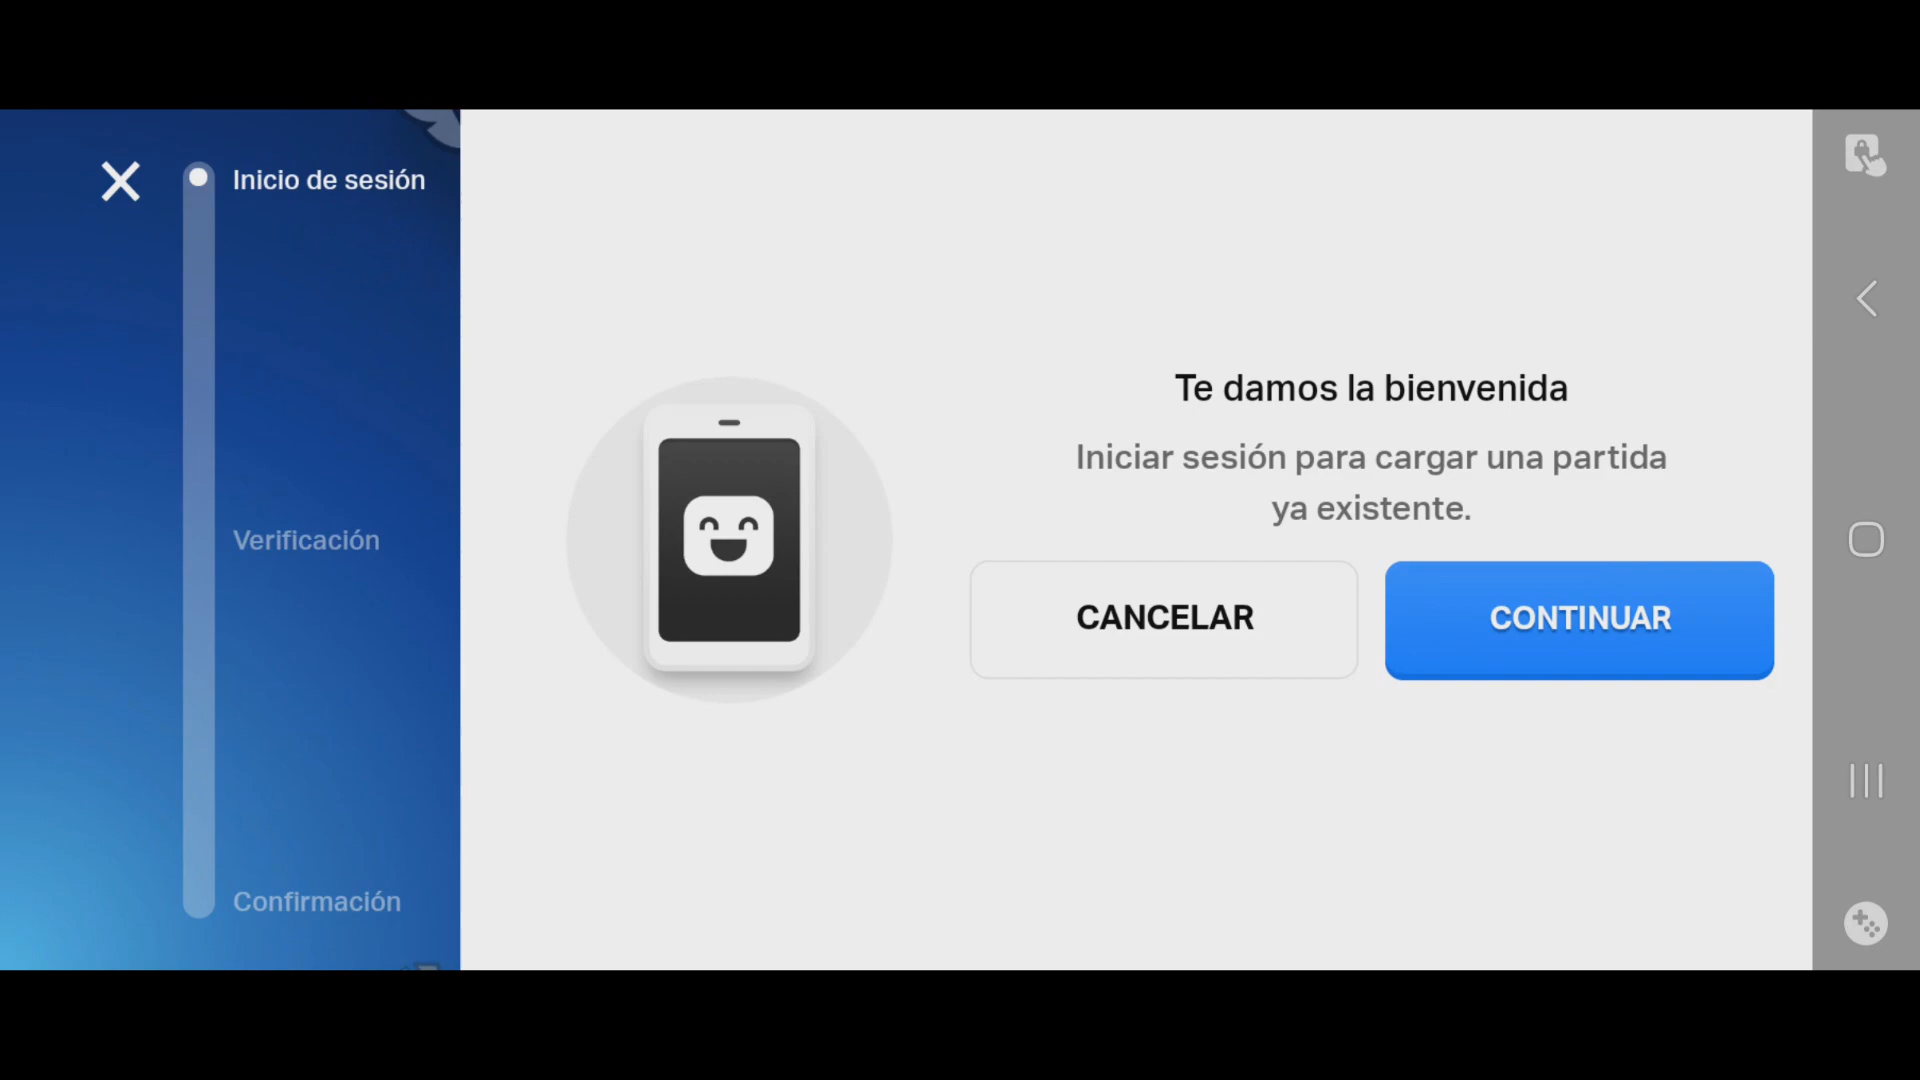 Inicio de sesión
Verificación
Confirmación
Te damos la bienvenida
Iniciar sesión para cargar una partida
ya existente.
CANCELAR
CONTINUAR